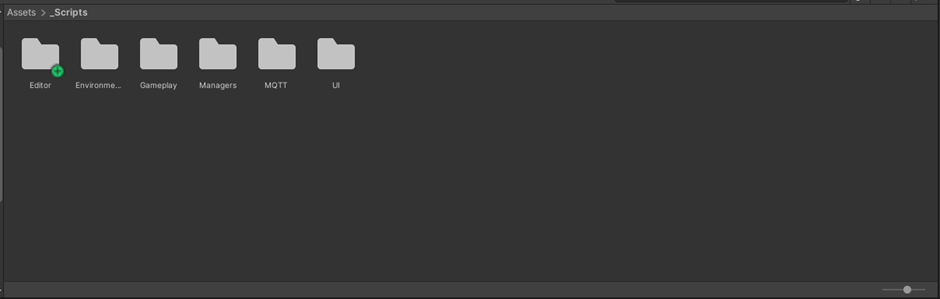 Assets > _Scripts
Editor Environme... Gameplay Managers MQTT UI